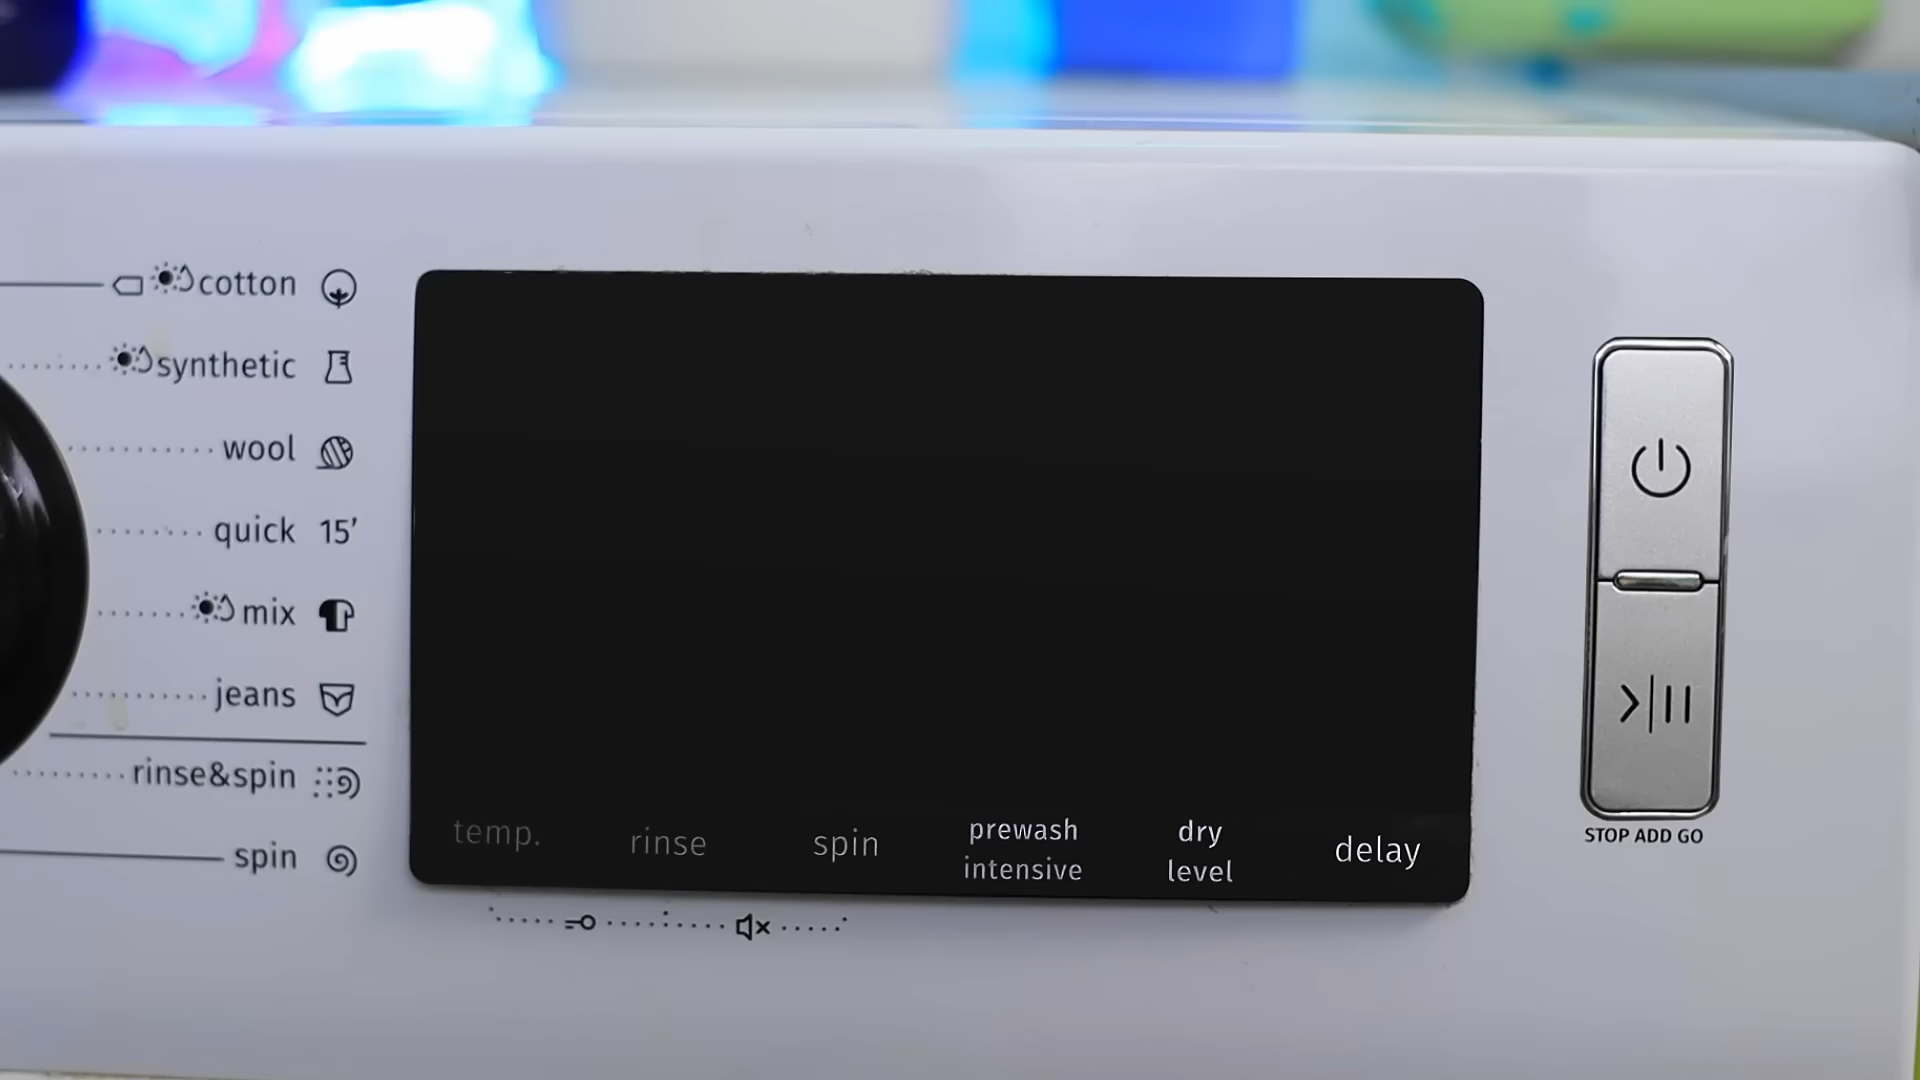 cotton
synthetic
wool
quick 15'
mix
jeans
rinse&spin
spin
temp.
rinse
spin
prewash
intensive
dry
level
delay
STOP ADD GO